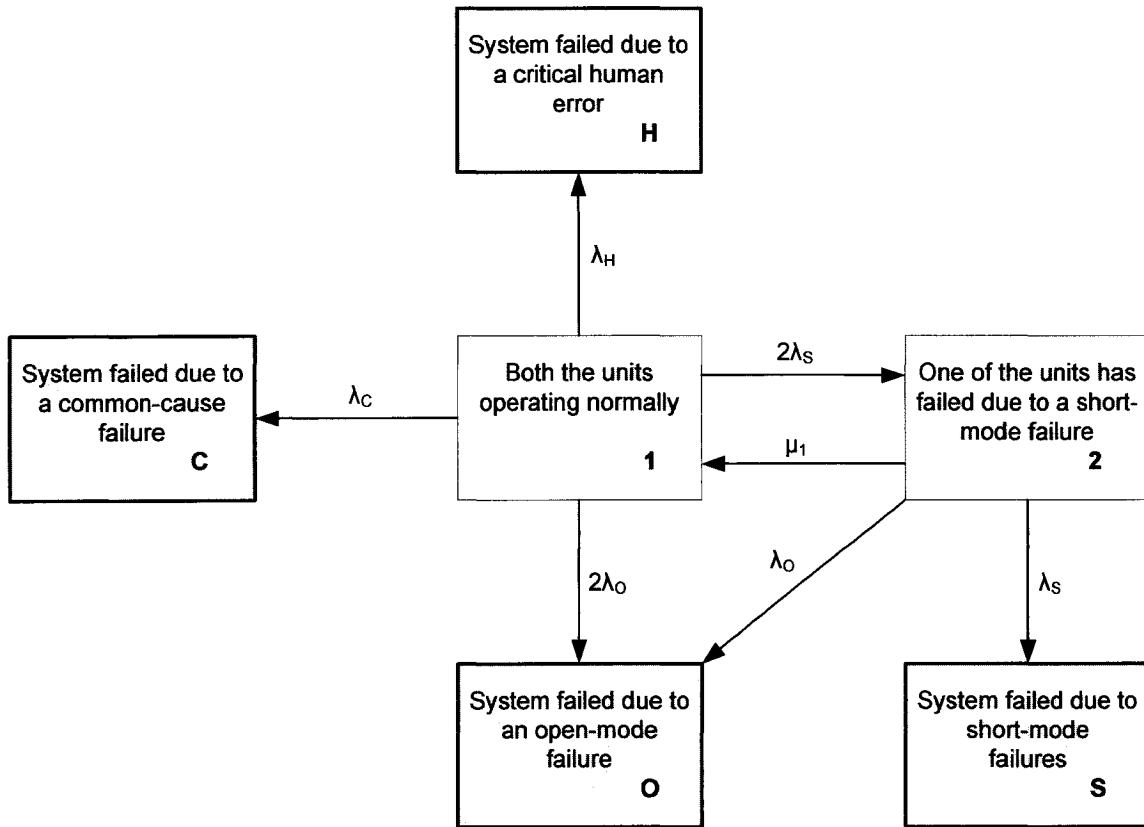 System failed due to
a critical human
error
H
λH
System failed due to
a common-cause
failure
C
λC
Both the units
operating normally
1
2λS
μ1
One of the units has
failed due to a short-
mode failure
2
2λO
λO
λS
System failed due to
an open-mode
failure
O
System failed due to
short-mode
failures
S